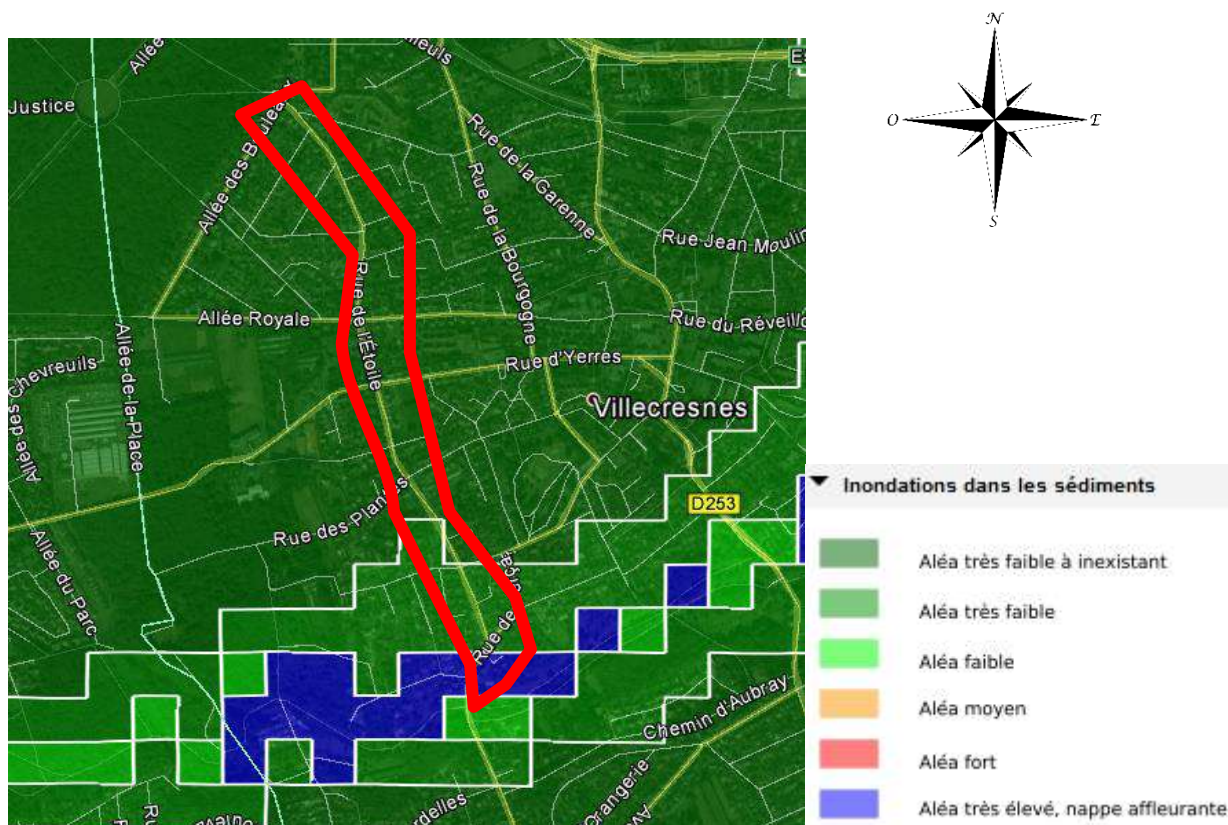 N
O
E
S
Allée
Justice
Allée des Bouleaux
Rue de la Garenne
Rue de la Bourgogne
Rue Jean Moulin
Allée Royale
Rue de l'Étoile
Rue du Réveillo
Rue d'Yerres
Chevreuils
Allée-de-la-Place
Allée des
Villecresnes
Rue des Plantes
D253
Allée du Parc
Rue de
Chemin d'Aubray
Orangerie
Inondations dans les sédiments
Aléa très faible à inexistant
Aléa très faible
Aléa faible
Aléa moyen
Aléa fort
Aléa très élevé, nappe affleurante